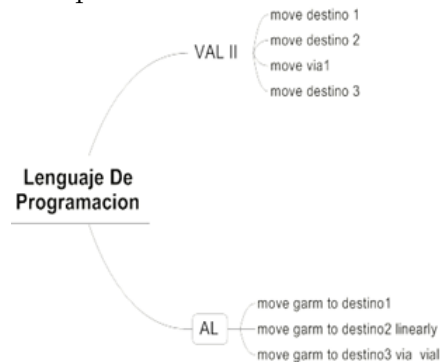 VAL II
move destino 1
move destino 2
move via1
move destino 3
Lenguaje De
Programacion
AL
move garm to destino1
move garm to destino2 linearly
move garm to destino3 via vial